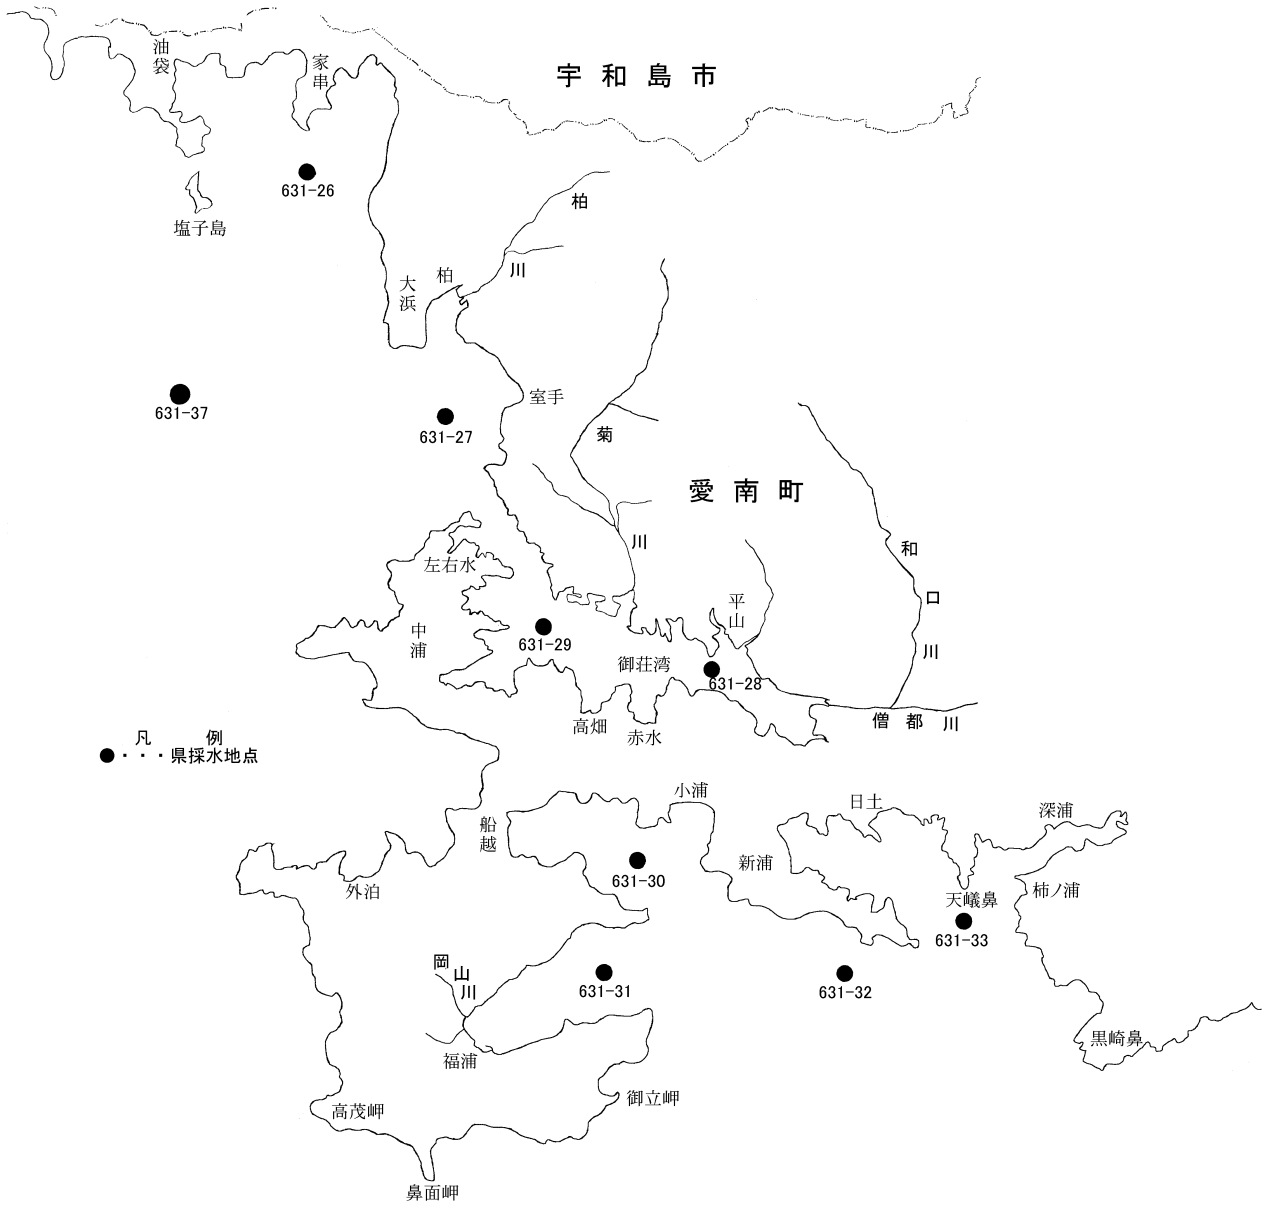 油袋
家串
宇和島市
631-26
塩子島
柏
川
大浜
柏
631-37
631-27
室手
菊
川
愛南町
和
口
川
左右水
中浦
平山
631-29
御荘湾
631-28
高畑
赤水
僧都川
凡例
●・・・県採水地点
船越
小浦
日土
深浦
外泊
631-30
新浦
天嶬鼻
柿ノ浦
631-33
岡
山
川
631-31
631-32
福浦
黒崎鼻
高茂岬
御立岬
鼻面岬